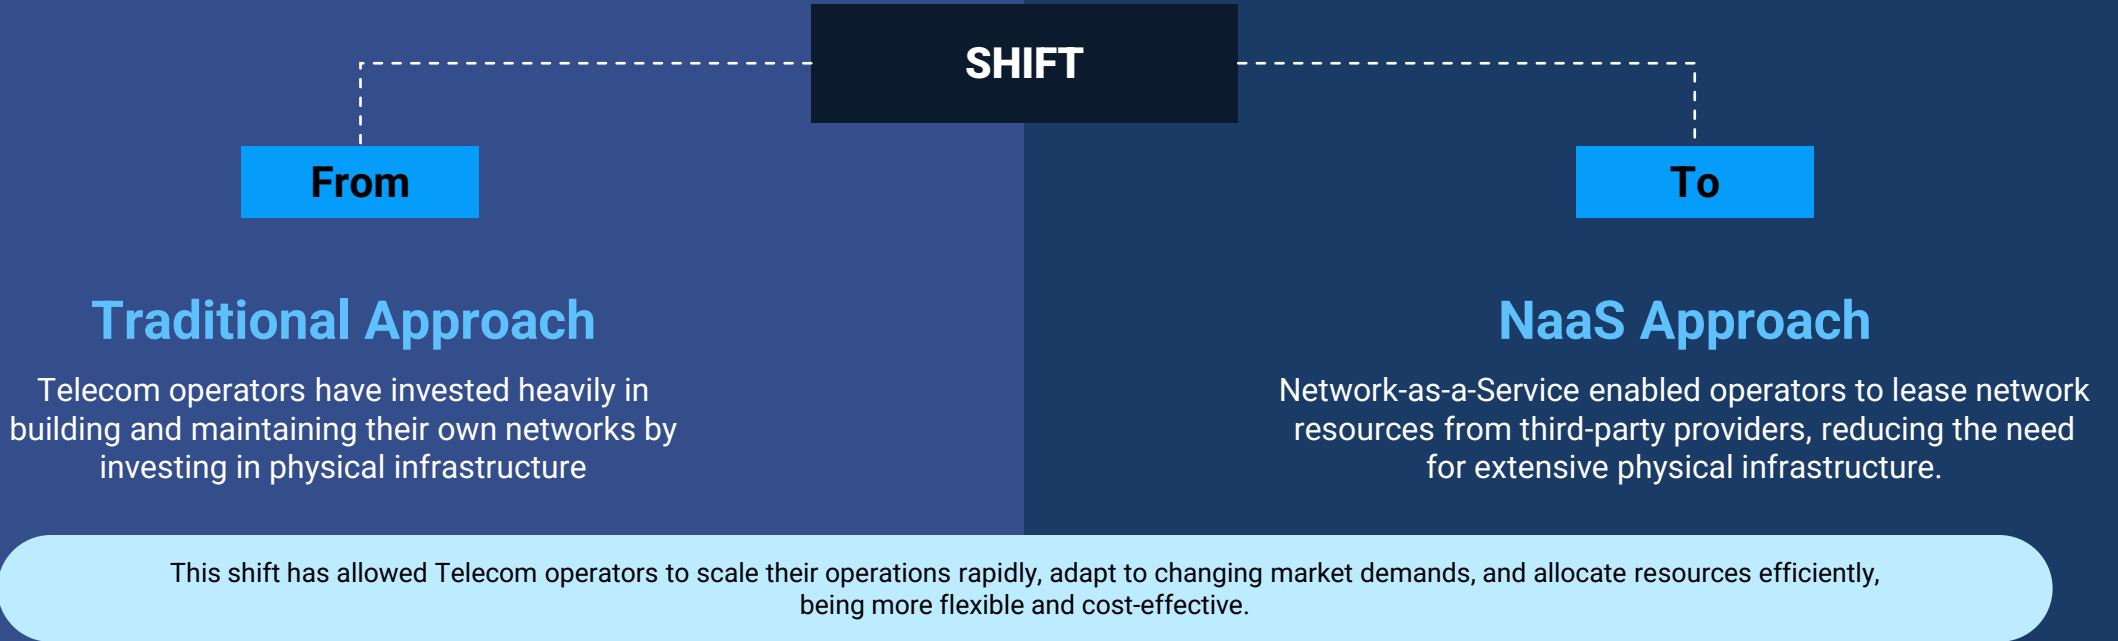 SHIFT
From
To
Traditional Approach
Telecom operators have invested heavily in
building and maintaining their own networks by
investing in physical infrastructure
NaaS Approach
Network-as-a-Service enabled operators to lease network
resources from third-party providers, reducing the need
for extensive physical infrastructure.
This shift has allowed Telecom operators to scale their operations rapidly, adapt to changing market demands, and allocate resources efficiently,
being more flexible and cost-effective.